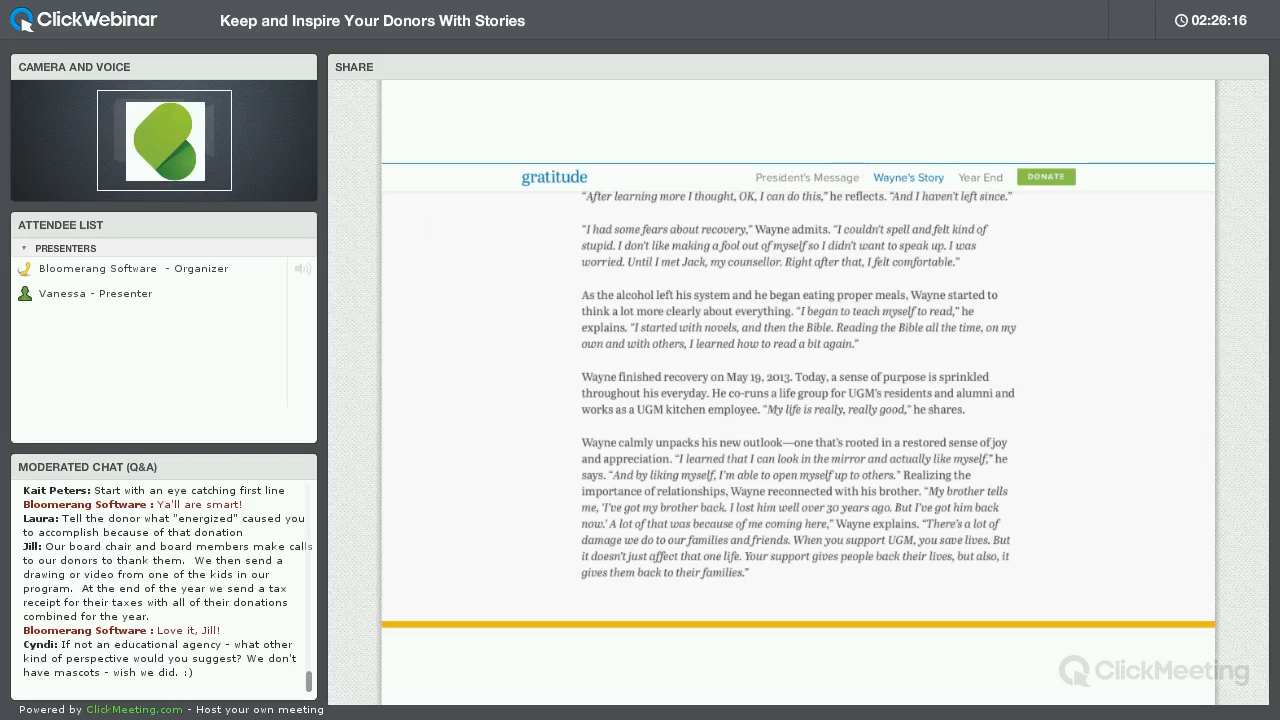 ClickWebinar
Keep and Inspire Your Donors With Stories
02:26:16
CAMERA AND VOICE
ATTENDEE LIST
PRESENTERS
Bloomerang Software - Organizer
Vanessa - Presenter
MODERATED CHAT (Q&A)
Kait Peters: Start with an eye catching first line
Bloomerang Software : Ya'll are smart!
Laura: Tell the donor what "energized" caused you
to accomplish because of that donation
Jill: Our board chair and board members make calls
to our donors to thank them. We then send a
drawing or video from one of the kids in our
program. At the end of the year we send a tax
receipt for their taxes with all of their donations
combined for the year.
Bloomerang Software : Love it, Jill!
Cyndi: If not an educational agency - what other
kind of perspective would you suggest? We don't
have mascots - wish we did. :)
Powered by ClickMeeting.com - Host your own meeting
SHARE
gratitude
President's Message Wayne's Story Year End DONATE
“After learning more I thought, OK, I can do this,” he reflects. “And I haven't left since.”
“I had some fears about recovery,” Wayne admits. “I couldn't spell and felt kind of
stupid. I don't like making a fool out of myself so I didn't want to speak up. I was
worried. Until I met Jack, my counsellor. Right after that, I felt comfortable.”
As the alcohol left his system and he began eating proper meals, Wayne started to
think a lot more clearly about everything. “I began to teach myself to read,” he
explains. “I started with novels, and then the Bible. Reading the Bible all the time, on my
own and with others, I learned how to read a bit again.”
Wayne finished recovery on May 19, 2013. Today, a sense of purpose is sprinkled
throughout his everyday. He co-runs a life group for UGM's residents and alumni and
works as a UGM kitchen employee. “My life is really, really good,” he shares.
Wayne calmly unpacks his new outlook—one that's rooted in a restored sense of joy
and appreciation. “I learned that I can look in the mirror and actually like myself,” he
says. “And by liking myself, I'm able to open myself up to others.” Realizing the
importance of relationships, Wayne reconnected with his brother. “My brother tells
me, ‘I've got my brother back. I lost him well over 30 years ago. But I've got him back
now.’ A lot of that was because of me coming here,” Wayne explains. “There's a lot of
damage we do to our families and friends. When you support UGM, you save lives. But
it doesn't just affect that one life. Your support gives people back their lives, but also, it
gives them back to their families.”
ClickMeeting